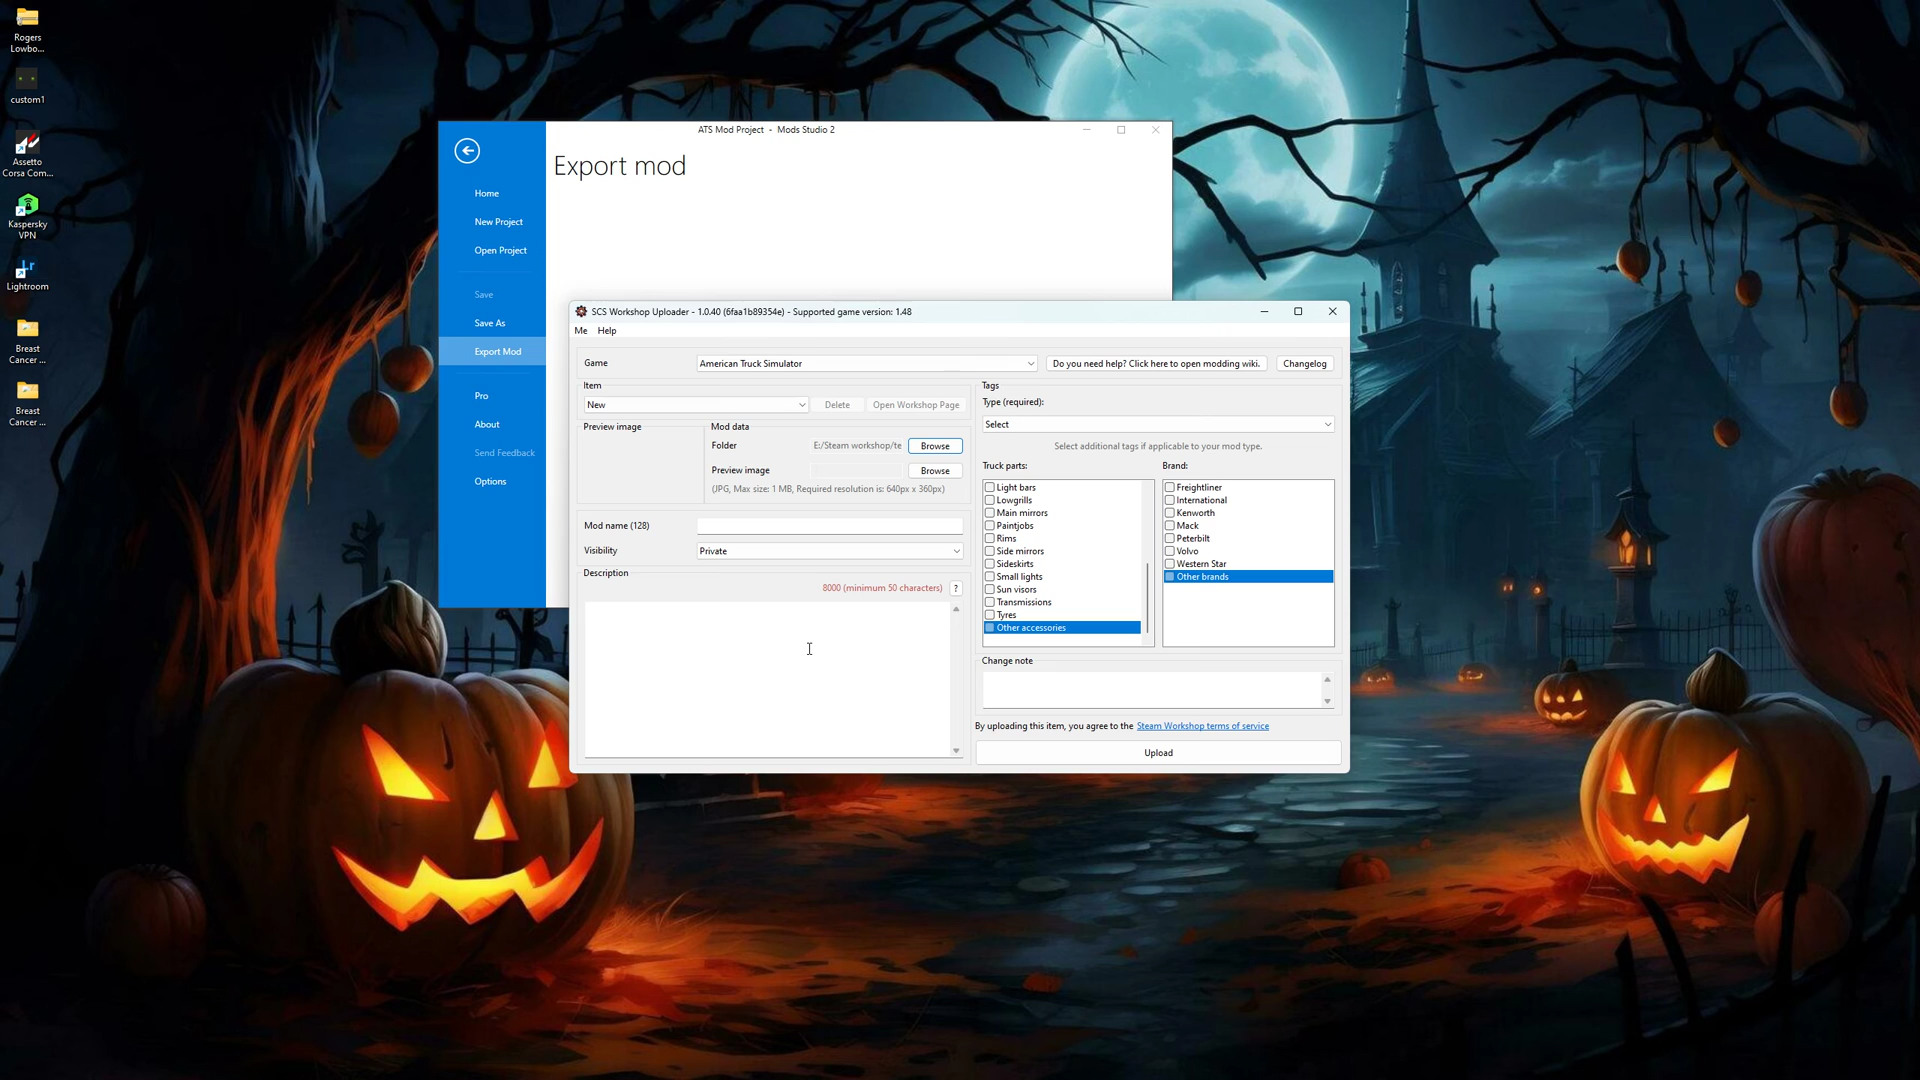 Rogers
Lowbo...
custom1
Assetto
Corsa Com...
Kaspersky
VPN
Lr
Lightroom
Breast
Cancer ...
Breast
Cancer ...
ATS Mod Project - Mods Studio 2
Export mod
Home
New Project
Open Project
Save
Save As
Export Mod
Pro
About
Send Feedback
Options
SCS Workshop Uploader - 1.0.40 (6faa1b89354e) - Supported game version: 1.48
Me Help
Game
American Truck Simulator
Do you need help? Click here to open modding wiki.
Changelog
Item
New
Delete
Open Workshop Page
Preview image
Mod data
Folder
E:/Steam workshop/te
Browse
Preview image
Browse
(JPG, Max size: 1 MB, Required resolution is: 640px x 360px)
Mod name (128)
Visibility
Private
Description
8000 (minimum 50 characters)
?
Tags
Type (required):
Select
Select additional tags if applicable to your mod type.
Truck parts:
Light bars
Lowgrills
Main mirrors
Paintjobs
Rims
Side mirrors
Sideskirts
Small lights
Sun visors
Transmissions
Tyres
Other accessories
Brand:
Freightliner
International
Kenworth
Mack
Peterbilt
Volvo
Western Star
Other brands
Change note
By uploading this item, you agree to the Steam Workshop terms of service
Upload